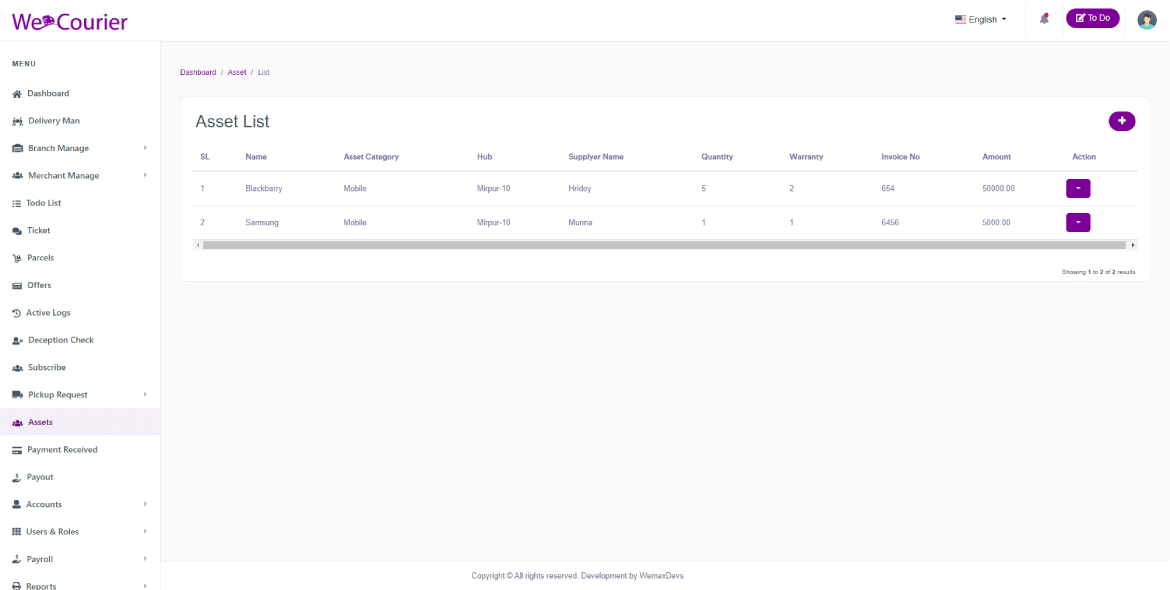 We Courier
English
To Do
MENU
Dashboard
Delivery Man
Branch Manage
Merchant Manage
Todo List
Ticket
Parcels
Offers
Active Logs
Deception Check
Subscribe
Pickup Request
Assets
Payment Received
Payout
Accounts
Users & Roles
Payroll
Reports
Dashboard / Asset / List
Asset List
SL Name Asset Category Hub Supplyer Name Quantity Warranty Invoice No Amount Action
1 Blackbarry Mobile Mirpur-10 Hridoy 5 2 654 50000.00
2 Samsung Mobile Mirpur-10 Munna 1 1 6456 5000.00
Showing 1 to 2 of 2 results
Copyright © All rights reserved. Development by WemaxDevs